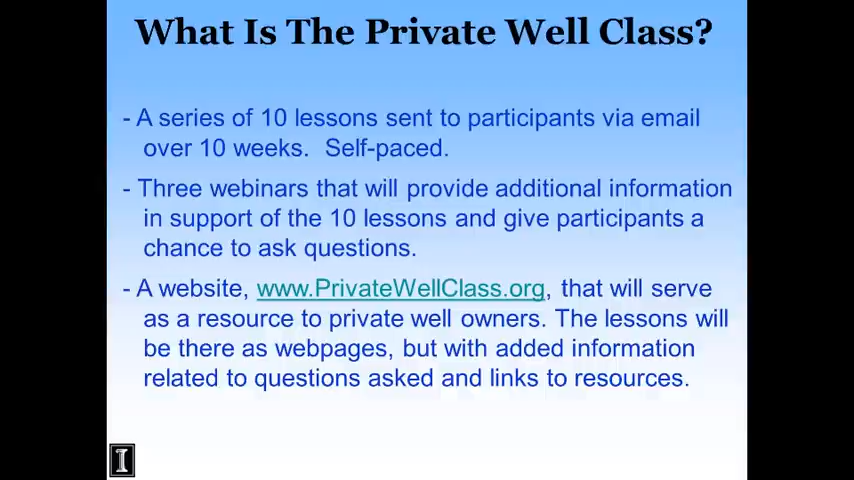 What Is The Private Well Class?
- A series of 10 lessons sent to participants via email
over 10 weeks. Self-paced.
- Three webinars that will provide additional information
in support of the 10 lessons and give participants a
chance to ask questions.
- A website, www.PrivateWellClass.org, that will serve
as a resource to private well owners. The lessons will
be there as webpages, but with added information
related to questions asked and links to resources.
I